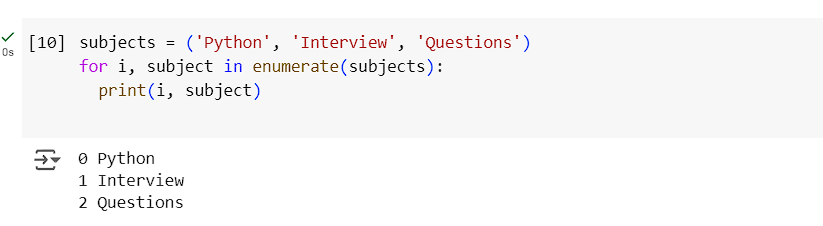 [10] subjects = ('Python', 'Interview', 'Questions')
0s
for i, subject in enumerate(subjects):
  print(i, subject)
0 Python
1 Interview
2 Questions